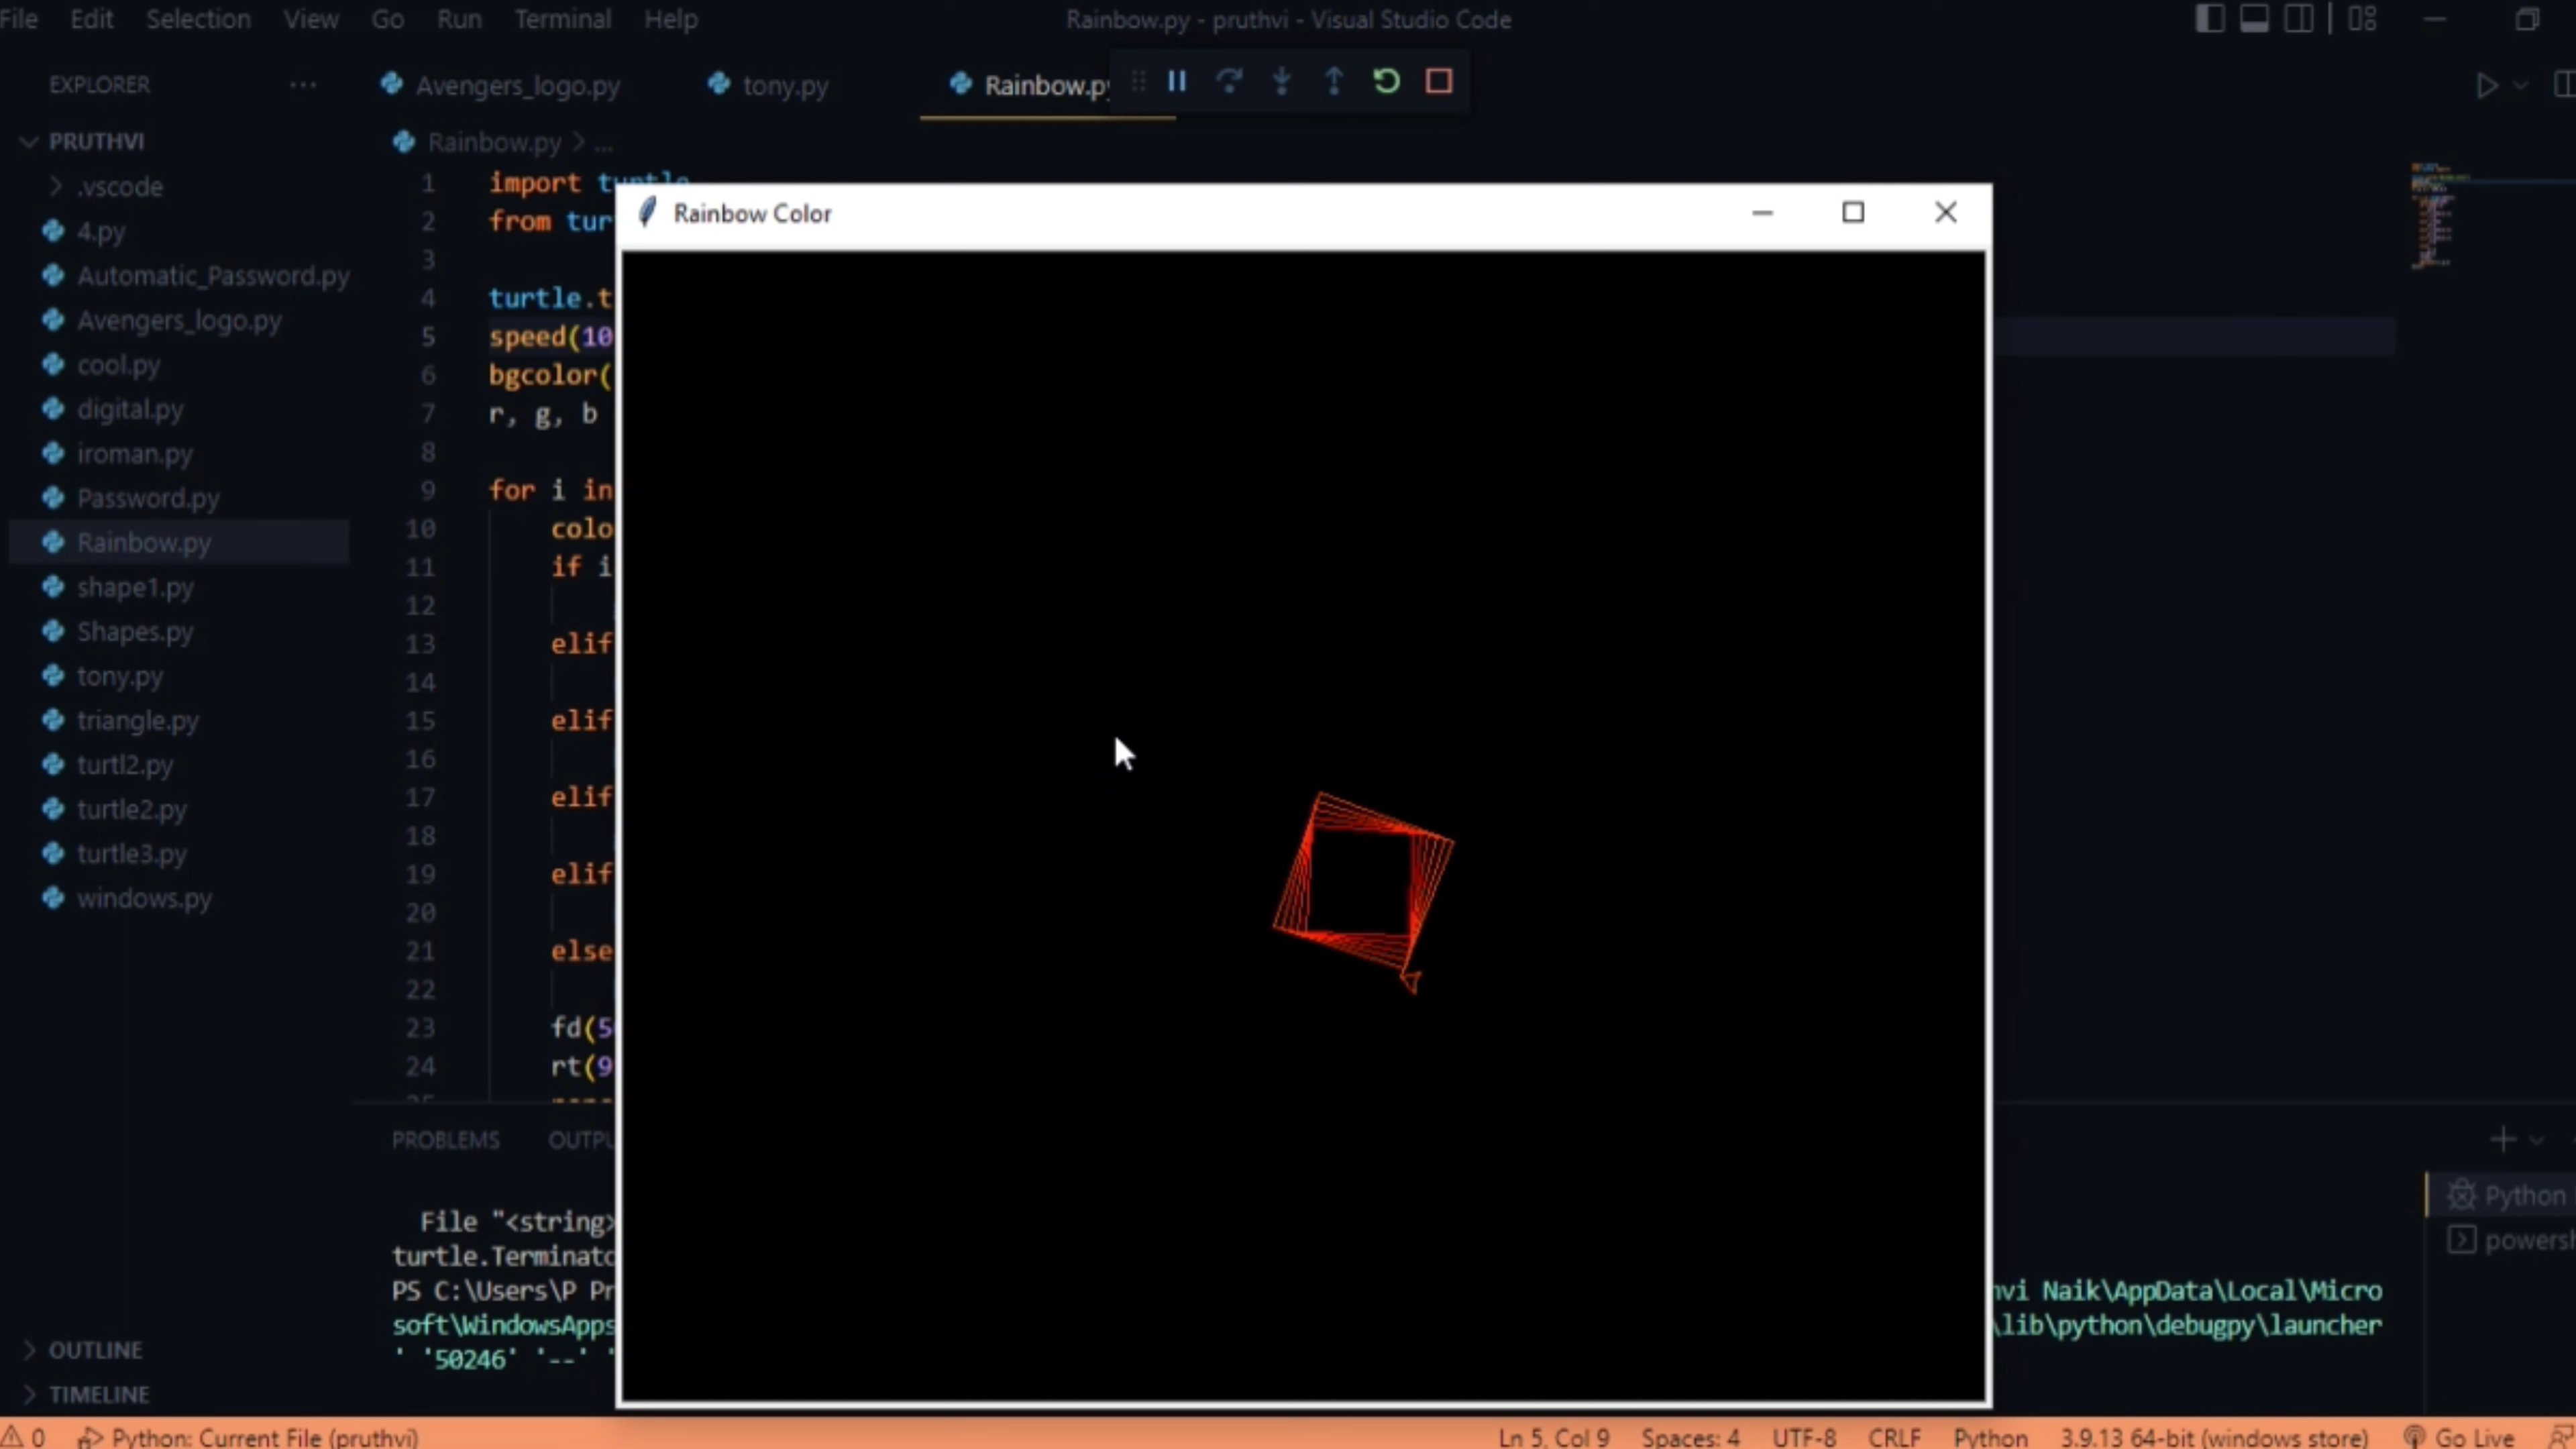 File Edit Selection View Go Run Terminal Help Rainbow.py - pruthvi - Visual Studio Code
EXPLORER ... Avengers_logo.py tony.py Rainbow.py
PRUTHVI
Rainbow.py > ...
.vscode
4.py
Automatic_Password.py
Avengers_logo.py
cool.py
digital.py
iroman.py
Password.py
Rainbow.py
shape1.py
Shapes.py
tony.py
triangle.py
turtl2.py
turtle2.py
turtle3.py
windows.py
OUTLINE
TIMELINE
1 import turtle
2 from tur
3
4 turtle.t
5 speed(10
6 bgcolor(
7 r, g, b
8
9 for i in
10 colo
11 if i
12
13 elif
14
15 elif
16
17 elif
18
19 elif
20
21 else
22
23 fd(5
24 rt(9
Rainbow Color
PROBLEMS OUTPU
File "<string>
turtle.Terminato
PS C:\Users\P Pr hvi Naik\AppData\Local\Micro
soft\WindowsApps \lib\python\debugpy\launcher
' '50246' '--' '
Python
powersh
0 Python: Current File (pruthvi) Ln 5, Col 9 Spaces: 4 UTF-8 CRLF Python 3.9.13 64-bit (windows store) Go Live